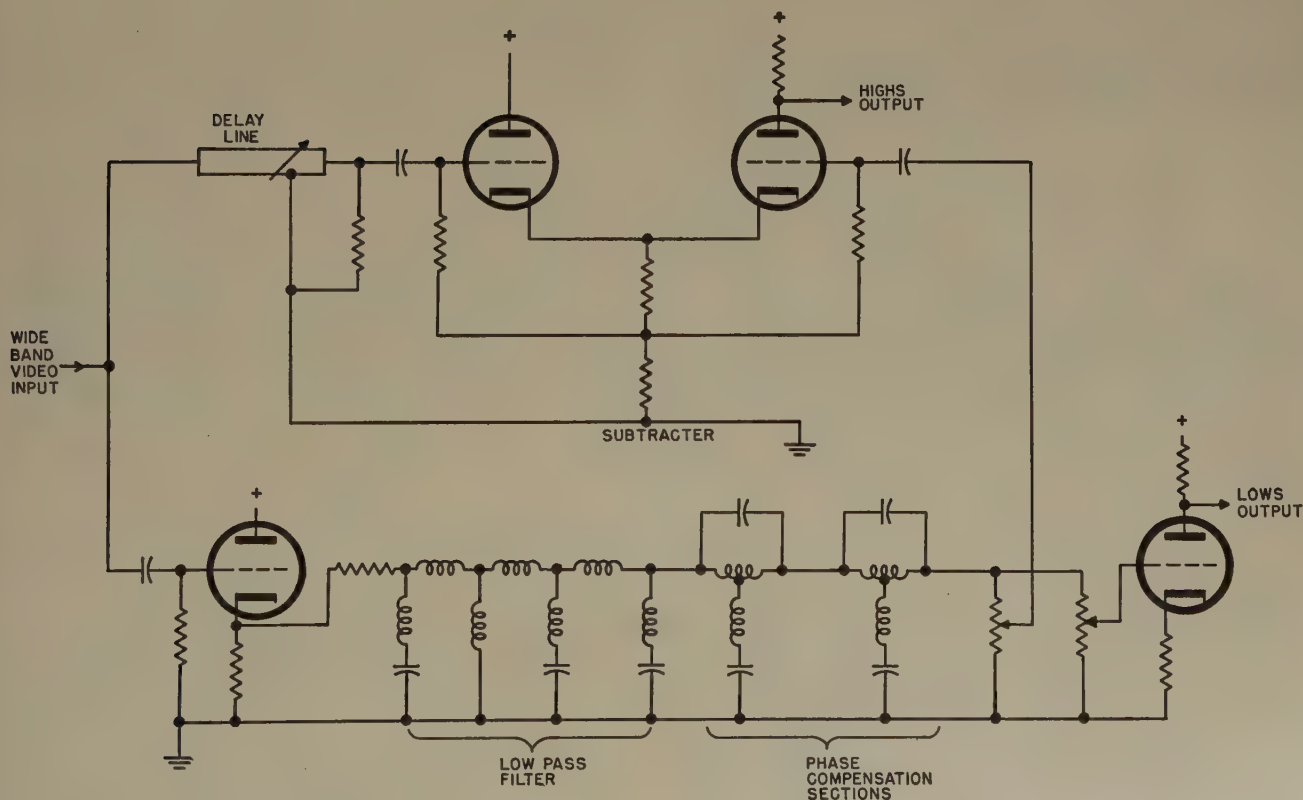 +
+
HIGHS
OUTPUT
DELAY
LINE
WIDE
BAND
VIDEO
INPUT
SUBTRACTER
+
+
LOWS
OUTPUT
LOW PASS
FILTER
PHASE
COMPENSATION
SECTIONS